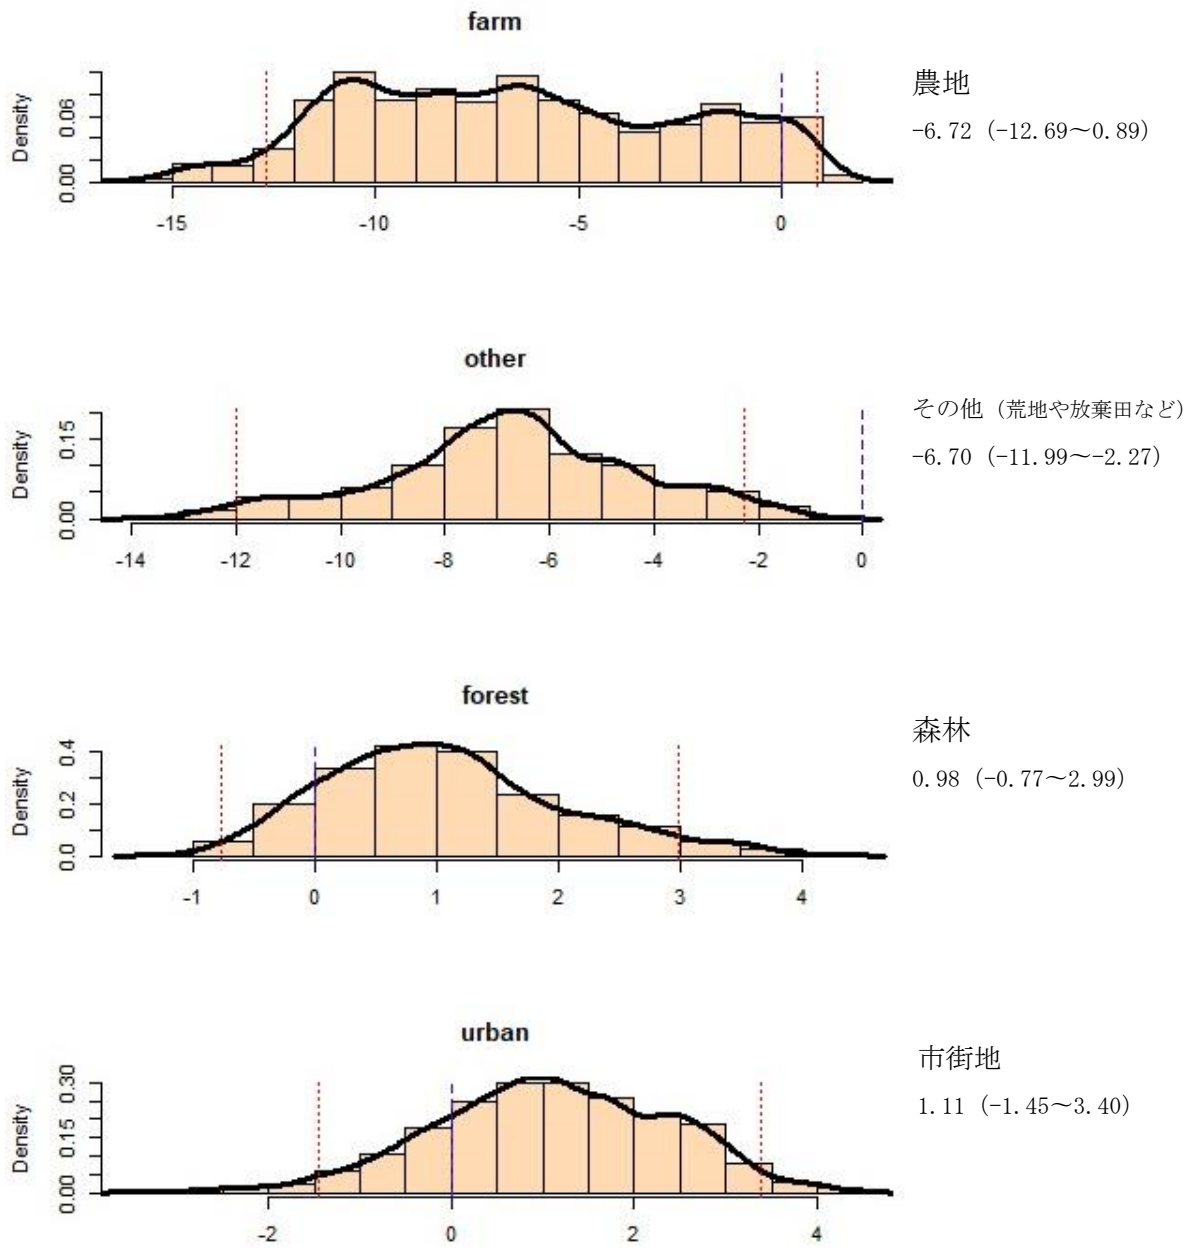 farm
Density
0.00 0.06
-15 -10 -5 0
農地
-6.72 (-12.69～0.89)
other
Density
0.00 0.15
-14 -12 -10 -8 -6 -4 -2 0
その他 (荒地や放棄田など)
-6.70 (-11.99～-2.27)
forest
Density
0.0 0.2 0.4
-1 0 1 2 3 4
森林
0.98 (-0.77～2.99)
urban
Density
0.00 0.15 0.30
-2 0 2 4
市街地
1.11 (-1.45～3.40)